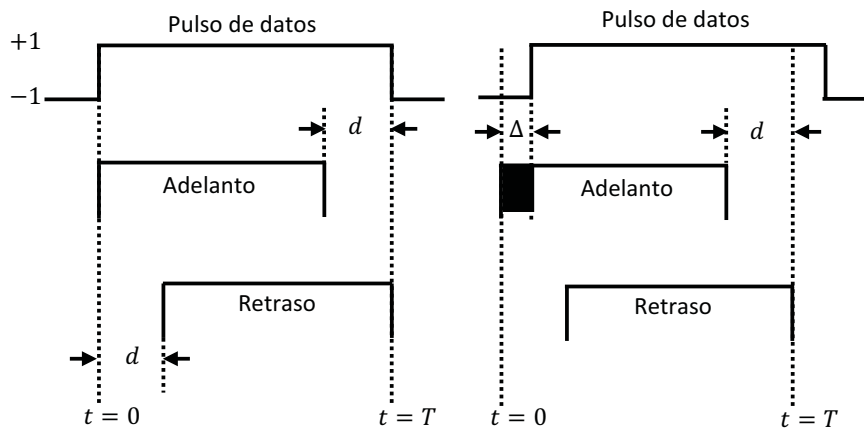 Pulso de datos
+1
−1
d
Adelanto
Retraso
d
t = 0
t = T
Pulso de datos
Δ
d
Adelanto
Retraso
t = 0
t = T